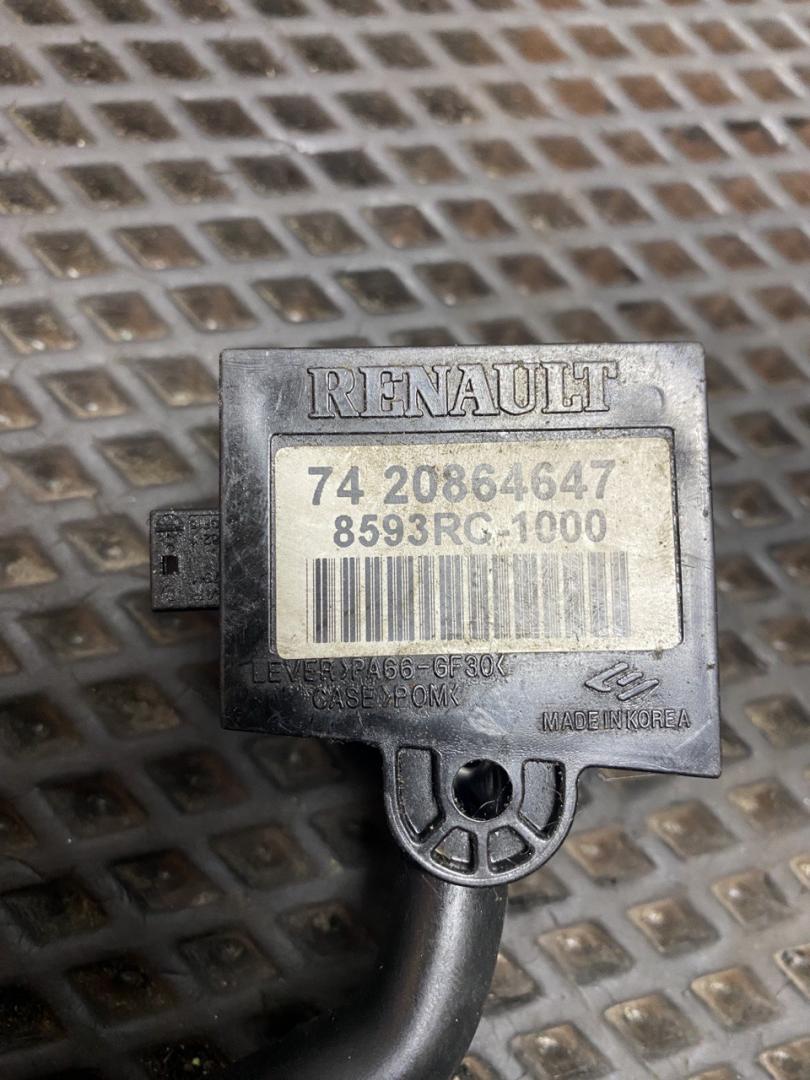 RENAULT
74 20864647
8593RC-1000
LEVER >PA66-GF30<
CASE >POM<
MADE IN KOREA